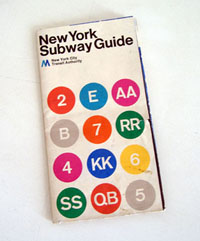 New York
Subway Guide
M New York City
Transit Authority
2 E AA
B 7 RR
4 KK 6
SS QB 5